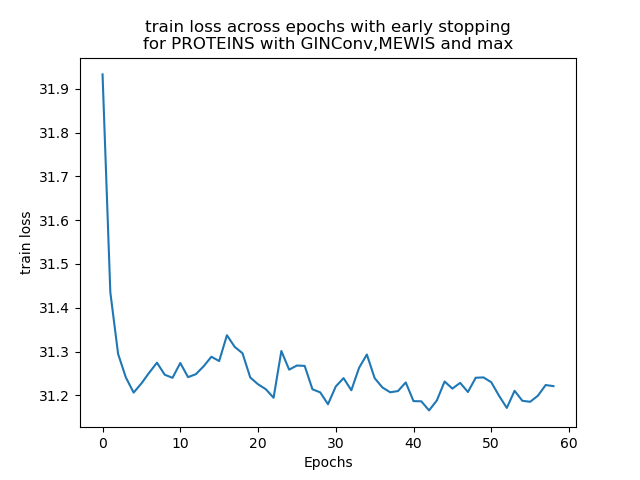 train loss across epochs with early stopping
for PROTEINS with GINConv,MEWIS and max
31.9
31.8
31.7
31.6
31.5
31.4
31.3
31.2
train loss
0 10 20 30 40 50 60
Epochs